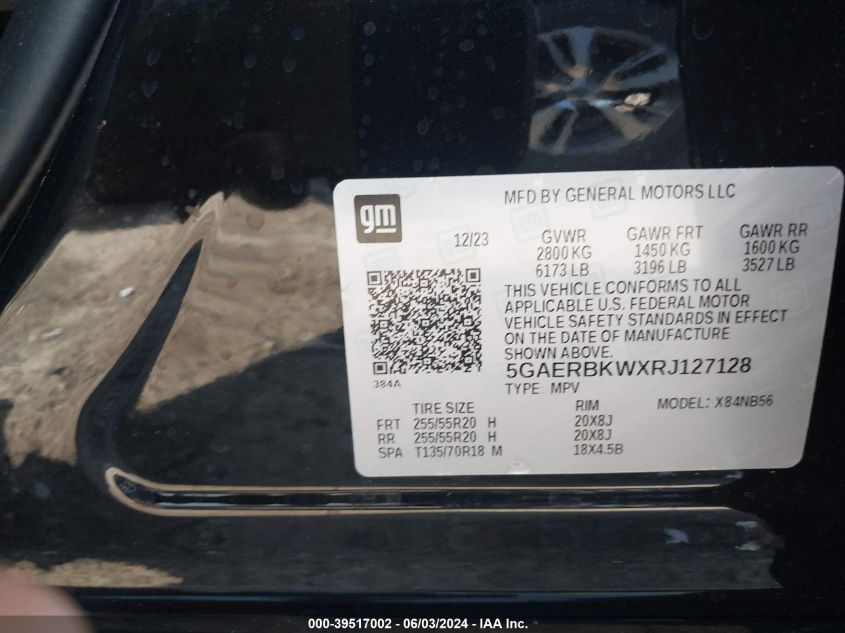 gm
MFD BY GENERAL MOTORS LLC
12/23 GVWR GAWR FRT GAWR RR
2800 KG 1450 KG 1600 KG
6173 LB 3196 LB 3527 LB
THIS VEHICLE CONFORMS TO ALL
APPLICABLE U.S. FEDERAL MOTOR
VEHICLE SAFETY STANDARDS IN EFFECT
ON THE DATE OF MANUFACTURE
SHOWN ABOVE.
5GAERBKWXRJ127128
384A
TYPE: MPV
MODEL: X84NB56
TIRE SIZE RIM
FRT 255/55R20 H 20X8J
RR 255/55R20 H 20X8J
SPA T135/70R18 M 18X4.5B
000-39517002 - 06/03/2024 - IAA Inc.